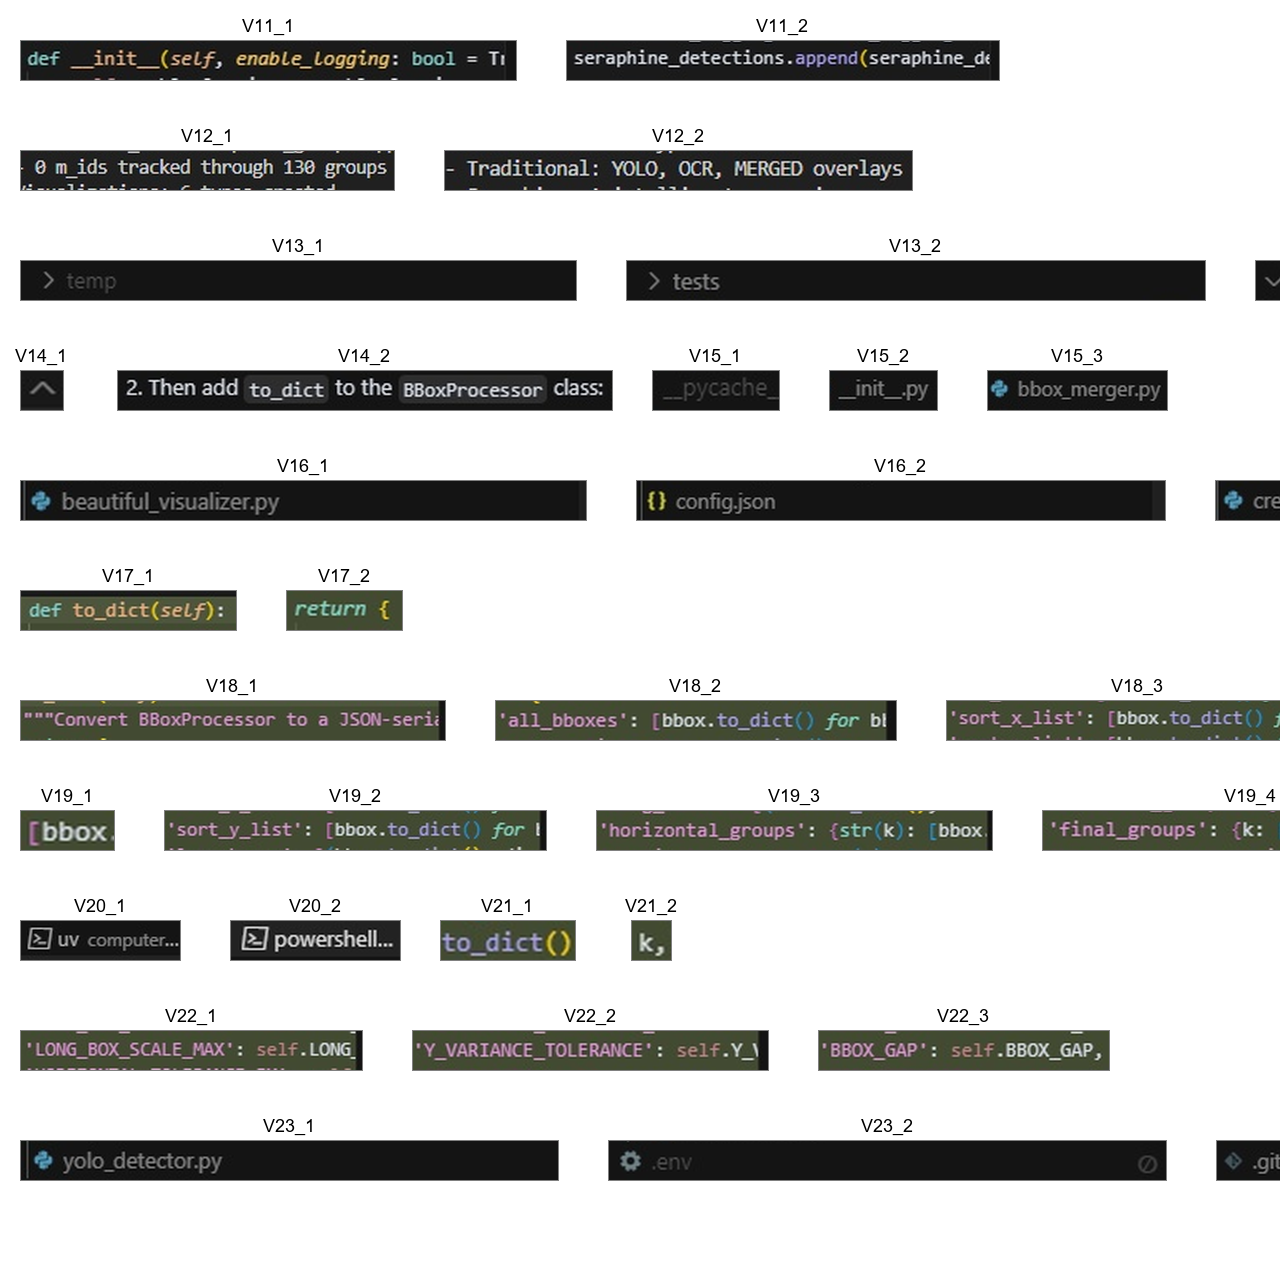 V11_1 V11_2
def __init__(self, enable_logging: bool = Tr seraphine_detections.append(seraphine_de
V12_1 V12_2
- 0 m_ids tracked through 130 groups - Traditional: YOLO, OCR, MERGED overlays
V13_1 V13_2
temp tests
V14_1 V14_2 V15_1 V15_2 V15_3
2. Then add to_dict to the BBoxProcessor class: __pycache_ __init__.py bbox_merger.py
V16_1 V16_2
beautiful_visualizer.py {} config.json cre
V17_1 V17_2
def to_dict(self): return {
V18_1 V18_2 V18_3
"""Convert BBoxProcessor to a JSON-seria 'all_bboxes': [bbox.to_dict() for bb 'sort_x_list': [bbox.to_dict() f
V19_1 V19_2 V19_3 V19_4
[bbox. 'sort_y_list': [bbox.to_dict() for b 'horizontal_groups': {str(k): [bbox. 'final_groups': {k:
V20_1 V20_2 V21_1 V21_2
uv computer... powershell... to_dict() k,
V22_1 V22_2 V22_3
'LONG_BOX_SCALE_MAX': self.LONG_ 'Y_VARIANCE_TOLERANCE': self.Y_V 'BBOX_GAP': self.BBOX_GAP,
V23_1 V23_2
yolo_detector.py .env .git